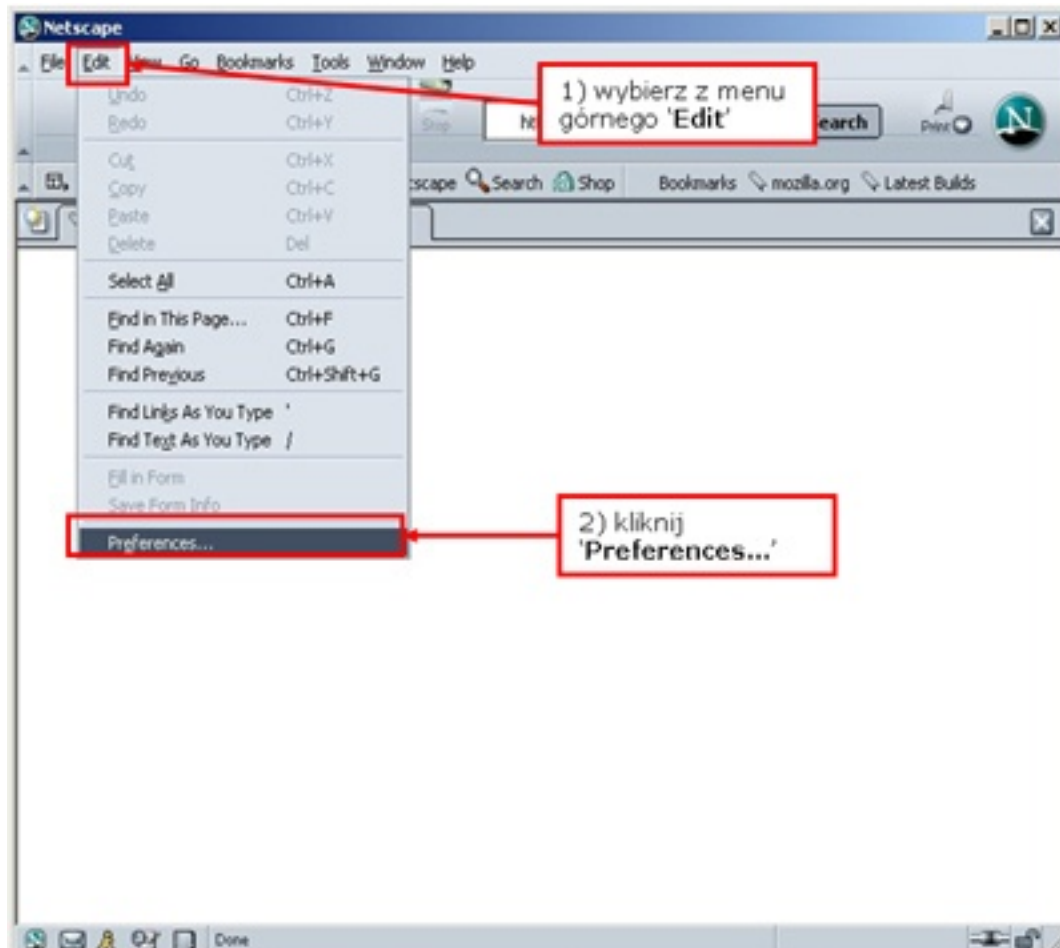 Netscape
File Edit View Go Bookmarks Tools Window Help
1) wybierz z menu
górnego 'Edit'
Undo Ctrl+Z
Redo Ctrl+Y
Stop
Search
Print
N
Cut Ctrl+X
Copy Ctrl+C
Search Shop Bookmarks mozilla.org Latest Builds
Paste Ctrl+V
Delete Del
Select All Ctrl+A
Find in This Page... Ctrl+F
Find Again Ctrl+G
Find Previous Ctrl+Shift+G
Find Links As You Type '
Find Text As You Type /
Fill in Form
Save Form Info
Preferences...
2) kliknij
'Preferences...'
Done